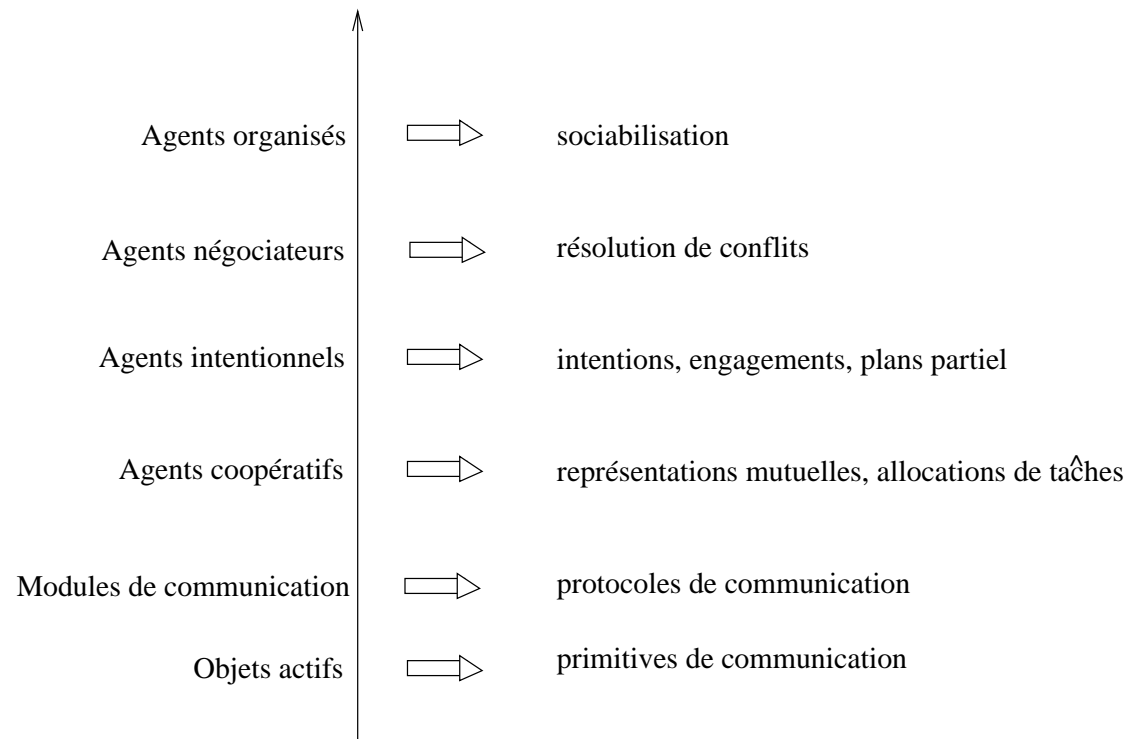 Agents organisés sociabilisation
Agents négociateurs résolution de conflits
Agents intentionnels intentions, engagements, plans partiel
Agents coopératifs représentations mutuelles, allocations de tâches
Modules de communication protocoles de communication
Objets actifs primitives de communication